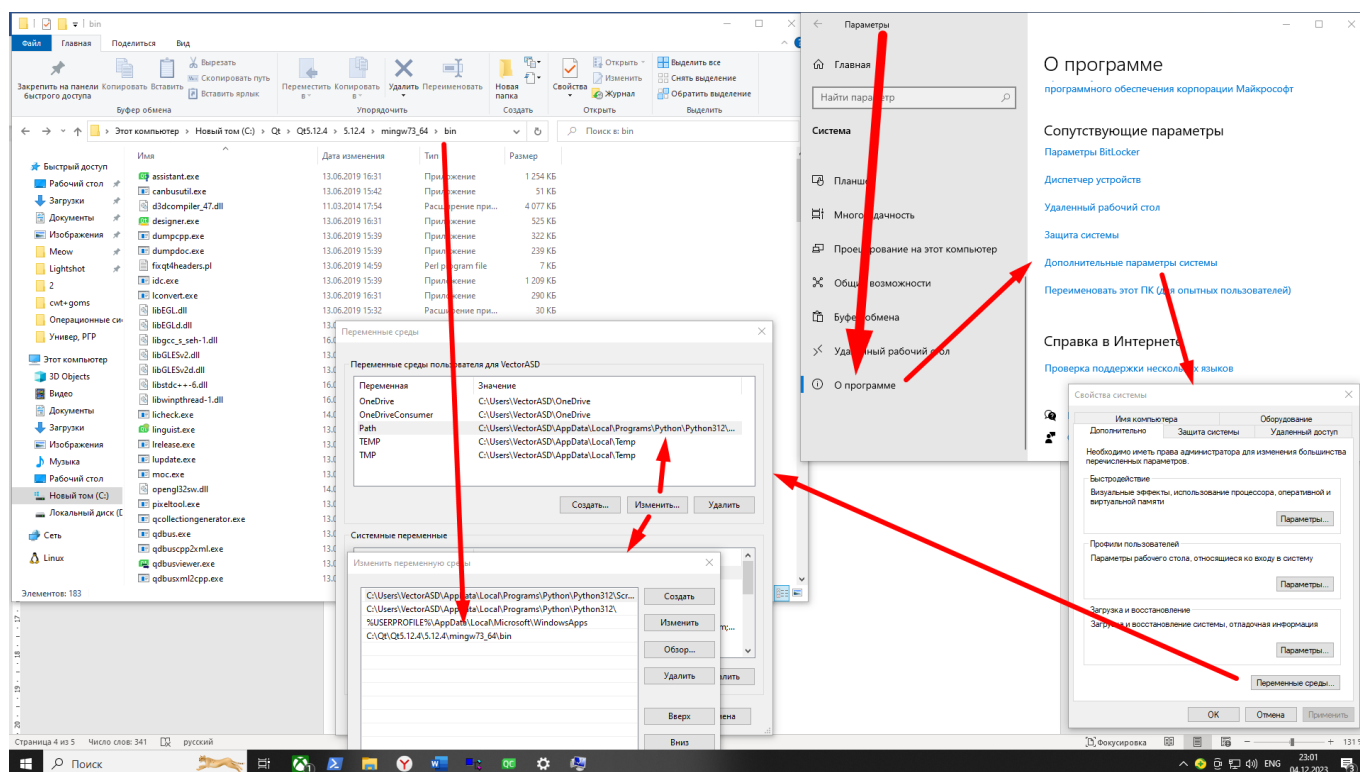 bin
Файл Главная Поделиться Вид
Закрепить на панели быстрого доступа
Копировать
Вставить
Вырезать
Скопировать путь
Вставить ярлык
Переместить в
Копировать в
Удалить
Переименовать
Новая папка
Свойства
Открыть
Изменить
Журнал
Выделить все
Снять выделение
Обратить выделение
Буфер обмена Упорядочить Создать Открыть Выделить
Этот компьютер > Новый том (C:) > Qt > Qt5.12.4 > 5.12.4 > mingw73_64 > bin
Поиск в: bin
Быстрый доступ
Рабочий стол
Загрузки
Документы
Изображения
Meow
Lightshot
2
cwt+goms
Операционные си
Универ, РГР
Этот компьютер
3D Objects
Видео
Документы
Загрузки
Изображения
Музыка
Рабочий стол
Новый том (C:)
Локальный диск (
Сеть
Linux
Элементов: 183
Имя Дата изменения Тип Размер
assistant.exe 13.06.2019 16:31 Приложение 1 254 КБ
canbusutil.exe 13.06.2019 15:42 Приложение 51 КБ
d3dcompiler_47.dll 11.03.2014 17:54 Расширение при... 4 077 КБ
designer.exe 13.06.2019 16:31 Приложение 525 КБ
dumpcpp.exe 13.06.2019 15:39 Приложение 322 КБ
dumpdoc.exe 13.06.2019 15:39 Приложение 239 КБ
fixqt4headers.pl 13.06.2019 14:59 Perl program file 7 КБ
idc.exe 13.06.2019 15:39 Приложение 1 209 КБ
lconvert.exe 13.06.2019 16:31 Приложение 290 КБ
libEGL.dll 13.06.2019 15:32 Расширение при... 30 КБ
libEGLd.dll
libgcc_s_seh-1.dll
libGLESv2.dll
libGLESv2d.dll
libstdc++-6.dll
libwinpthread-1.dll
licheck.exe
linguist.exe
lrelease.exe
lupdate.exe
moc.exe
opengl32sw.dll
pixeltool.exe
qcollectiongenerator.exe
qdbus.exe
qdbuscpp2xml.exe
qdbusviewer.exe
qdbusxml2cpp.exe
Переменные среды
Переменные среды пользователя для VectorASD
Переменная Значение
OneDrive C:\Users\VectorASD\OneDrive
OneDriveConsumer C:\Users\VectorASD\OneDrive
Path C:\Users\VectorASD\AppData\Local\Programs\Python\Python312\...
TEMP C:\Users\VectorASD\AppData\Local\Temp
TMP C:\Users\VectorASD\AppData\Local\Temp
Создать... Изменить... Удалить
Системные переменные
Изменить переменную среды
C:\Users\VectorASD\AppData\Local\Programs\Python\Python312\Scr...
C:\Users\VectorASD\AppData\Local\Programs\Python\Python312\
%USERPROFILE%\AppData\Local\Microsoft\WindowsApps
C:\Qt\Qt5.12.4\5.12.4\mingw73_64\bin
Создать
Изменить
Обзор...
Удалить
Вверх
Вниз
Параметры
Главная
Найти параметр
Система
Планшет
Многозадачность
Проецирование на этот компьютер
Общие возможности
Буфер обмена
Удаленный рабочий стол
О программе
О программе
программного обеспечения корпорации Майкрософт
Сопутствующие параметры
Параметры BitLocker
Диспетчер устройств
Удаленный рабочий стол
Защита системы
Дополнительные параметры системы
Переименовать этот ПК (для опытных пользователей)
Справка в Интернете
Проверка поддержки нескольких языков
Свойства системы
Имя компьютера Оборудование
Дополнительно Защита системы Удаленный доступ
Необходимо иметь права администратора для изменения большинства
перечисленных параметров.
Быстродействие
Визуальные эффекты, использование процессора, оперативной и
виртуальной памяти
Параметры...
Профили пользователей
Параметры рабочего стола, относящиеся ко входу в систему
Параметры...
Загрузка и восстановление
Загрузка и восстановление системы, отладочная информация
Параметры...
Переменные среды...
ОК Отмена Применить
Страница 4 из 5 Число слов: 341 русский
Фокусировка
Поиск
ENG
23:01
04.12.2023